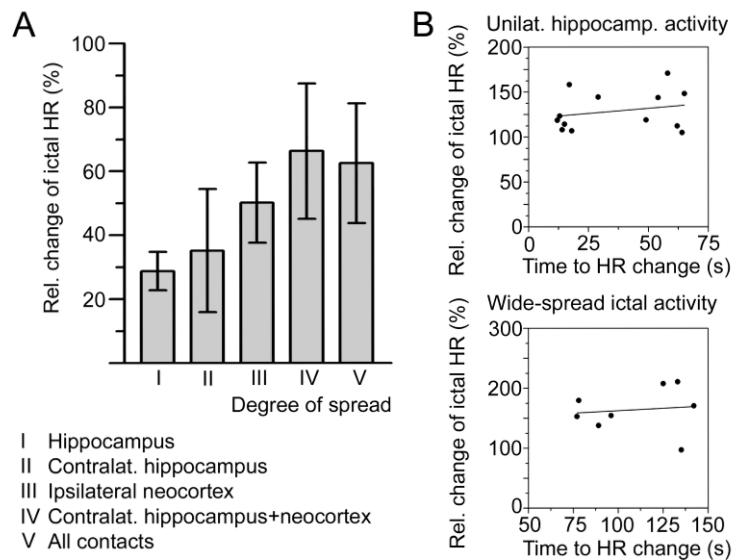 A
Rel. change of ictal HR (%)
100
80
60
40
20
I II III IV V
Degree of spread
I Hippocampus
II Contralat. hippocampus
III Ipsilateral neocortex
IV Contralat. hippocampus+neocortex
V All contacts
B
Unilat. hippocamp. activity
Rel. change of ictal HR (%)
200
150
100
50
0
0 25 50 75
Time to HR change (s)
Wide-spread ictal activity
Rel. change of ictal HR (%)
300
200
100
0
50 75 100 125 150
Time to HR change (s)